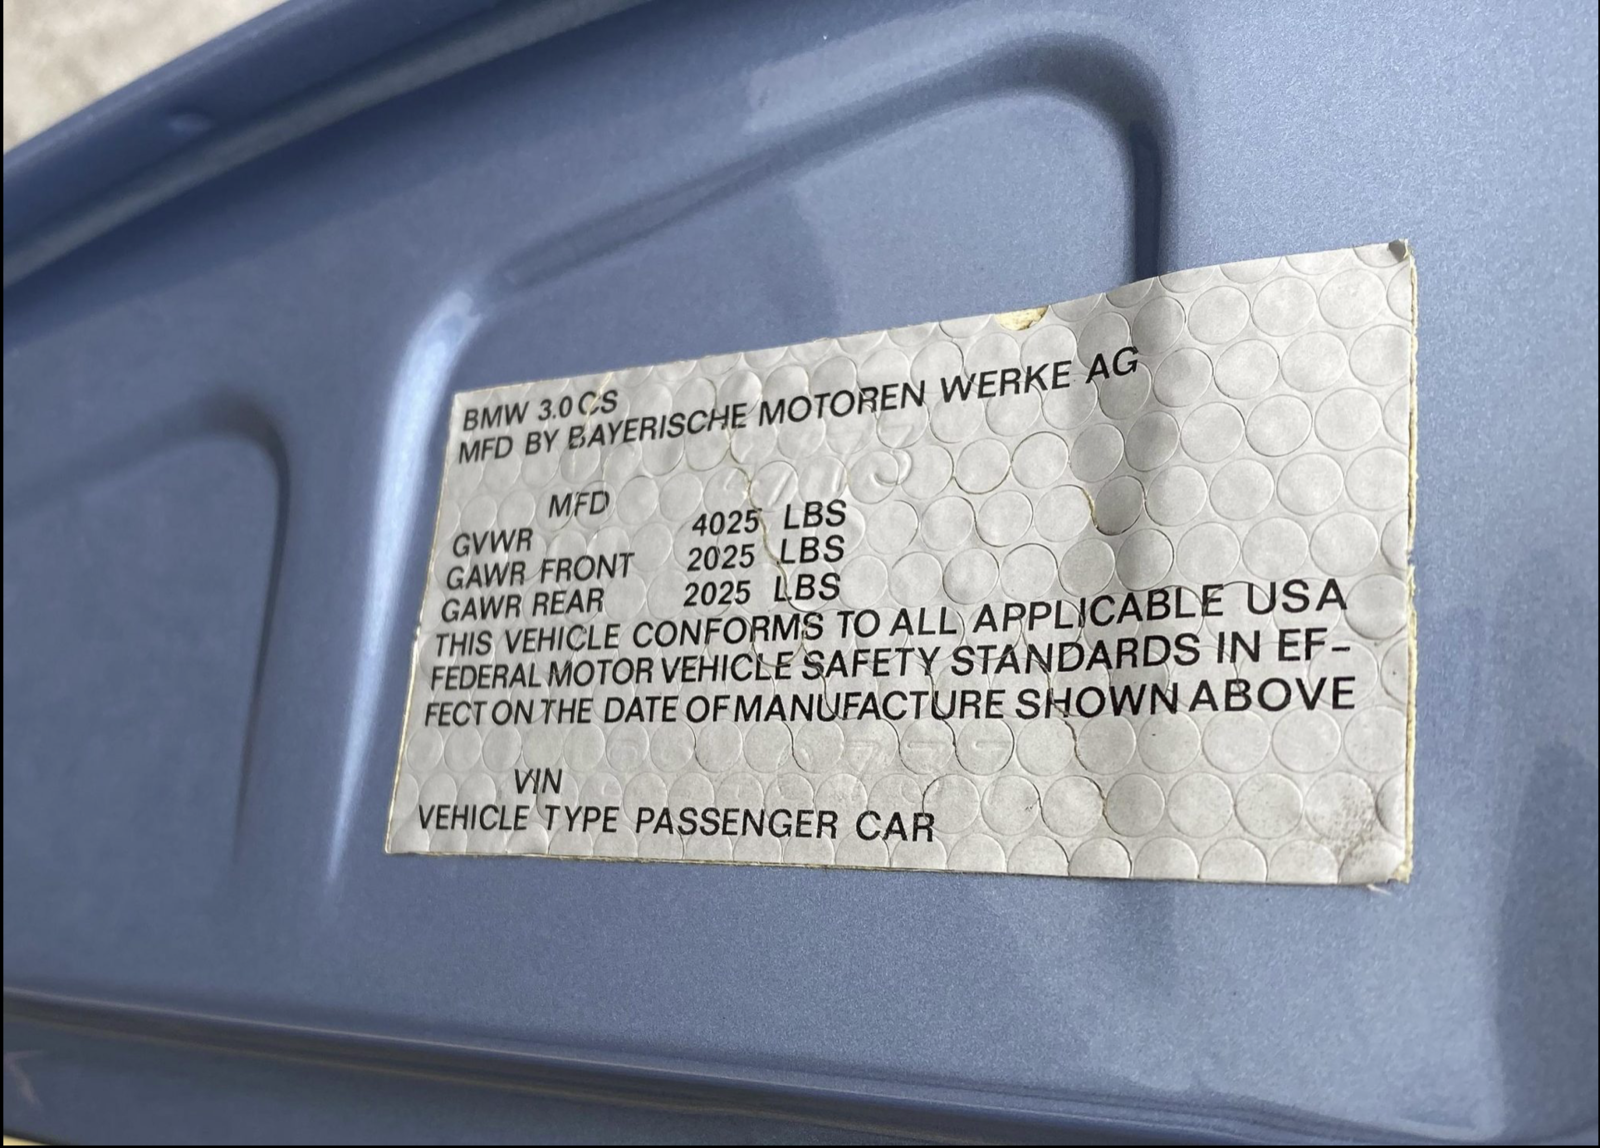 BMW 3.0 CS
MFD BY BAYERISCHE MOTOREN WERKE AG
MFD
GVWR 4025 LBS
GAWR FRONT 2025 LBS
GAWR REAR 2025 LBS
THIS VEHICLE CONFORMS TO ALL APPLICABLE USA
FEDERAL MOTOR VEHICLE SAFETY STANDARDS IN EF-
FECT ON THE DATE OF MANUFACTURE SHOWN ABOVE
VIN
VEHICLE TYPE PASSENGER CAR